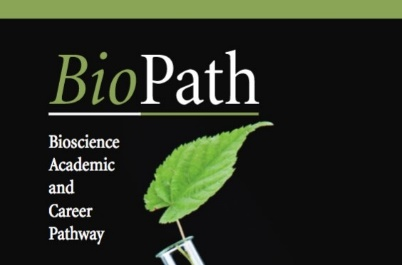 BioPath
Bioscience
Academic
and
Career
Pathway